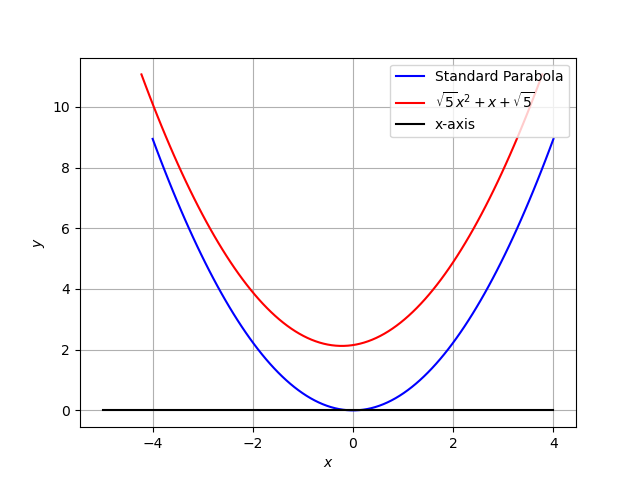 Standard Parabola
√5x² + x + √5
x-axis
10
8
6
4
2
0
y
−4 −2 0 2 4
x